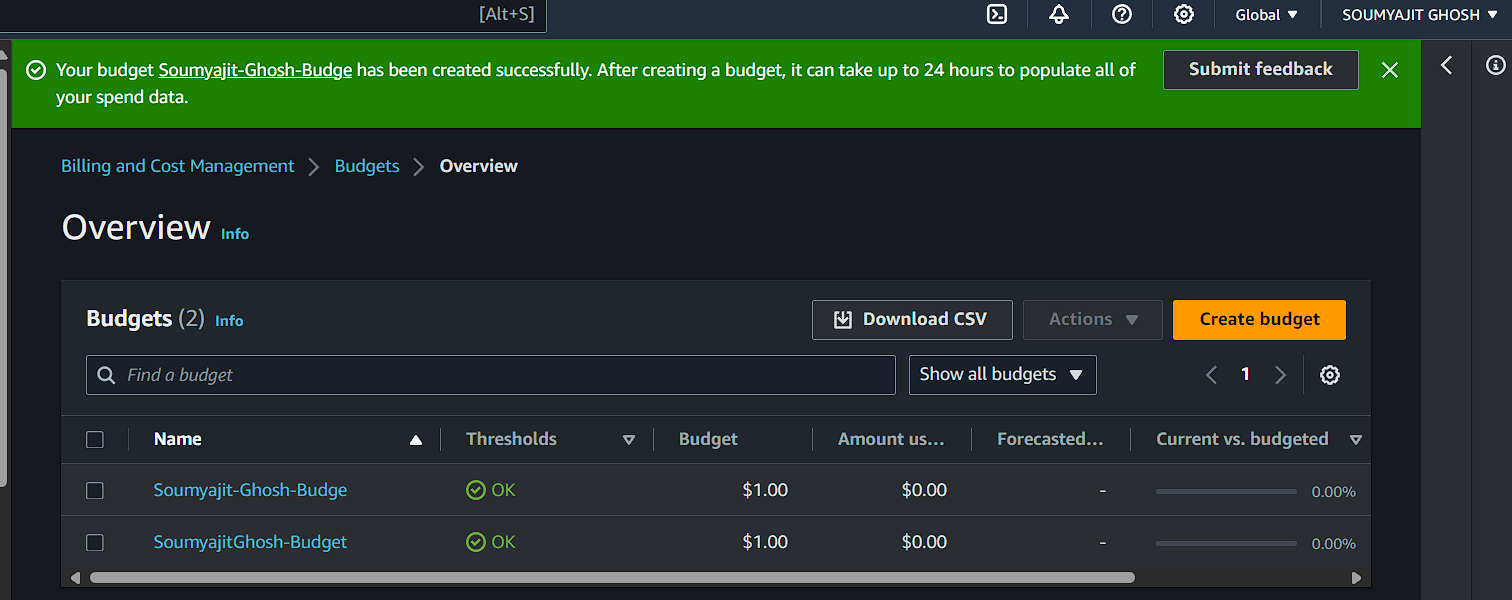 [Alt+S]
Global
SOUMYAJIT GHOSH
Your budget Soumyajit-Ghosh-Budge has been created successfully. After creating a budget, it can take up to 24 hours to populate all of
your spend data.
Submit feedback
Billing and Cost Management
Budgets
Overview
Overview Info
Budgets (2) Info
Download CSV
Actions
Create budget
Find a budget
Show all budgets
1
Name Thresholds Budget Amount us... Forecasted... Current vs. budgeted
Soumyajit-Ghosh-Budge OK $1.00 $0.00 - 0.00%
SoumyajitGhosh-Budget OK $1.00 $0.00 - 0.00%